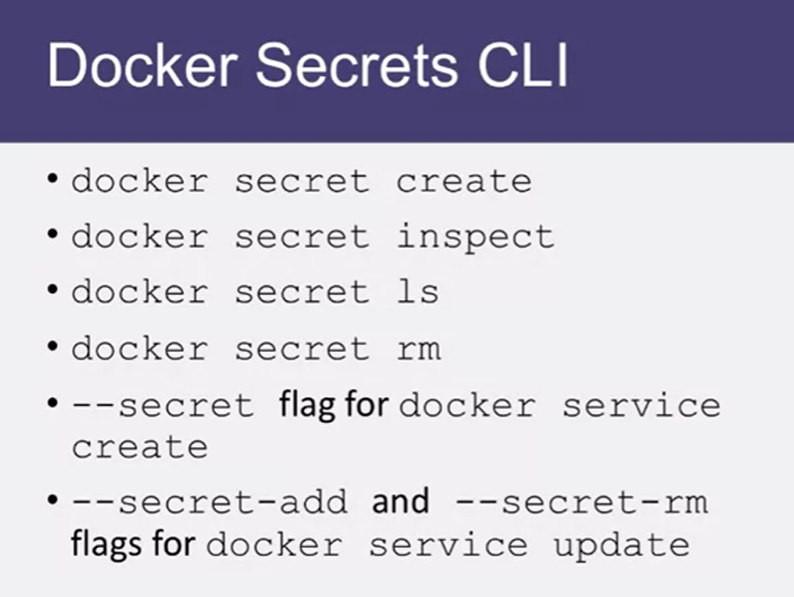 Docker Secrets CLI
• docker secret create
• docker secret inspect
• docker secret ls
• docker secret rm
• --secret flag for docker service
create
• --secret-add and --secret-rm
flags for docker service update